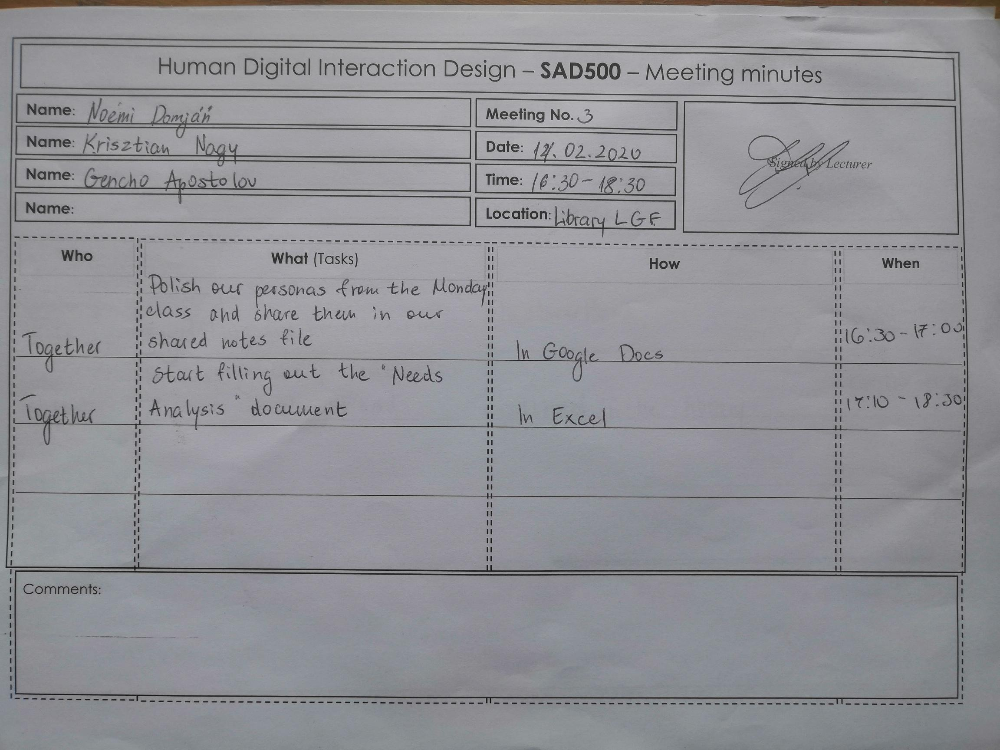 Human Digital Interaction Design – SAD500 – Meeting minutes
Name: Noémi Domján
Name: Krisztian Nagy
Name: Gencho Apostolov
Name:
Meeting No. 3
Date: .02.2020
Time: 16:30 - 18:30
Location: Library LGF
Signed by Lecturer
Who
What (Tasks)
How
When
Together
Polish our personas from the Monday
class and share them in our
shared notes file
In Google Docs
16:30 - 17:00
Together
Start filling out the "Needs
Analysis" document
In Excel
17:10 - 18:30
Comments: